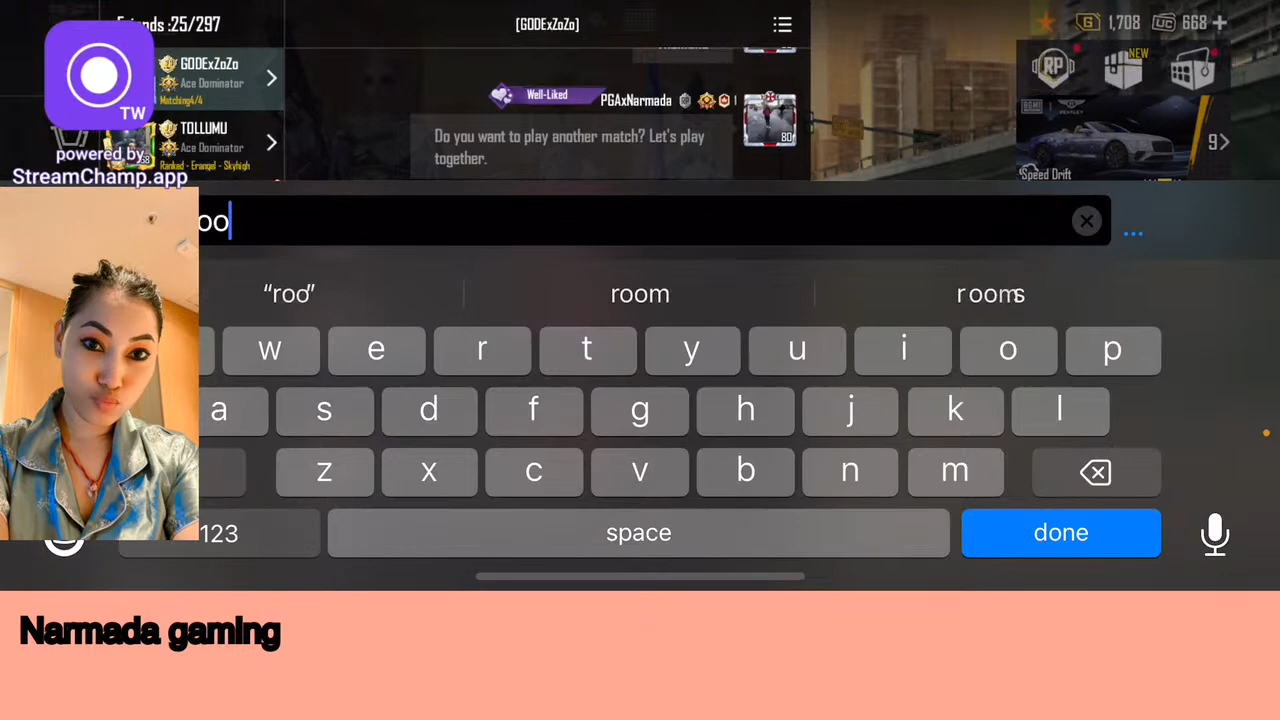 Friends :25/297
[GODExZoZo]
1,708
668
TW
powered by
StreamChamp.app
GODExZoZo
Ace Dominator
Matching4/4
TOLLUMU
Ace Dominator
Ranked - Erangel - Skyhigh
Well-Liked
PGAxNarmada
80
Do you want to play another match? Let's play
together.
RP
NEW
BGMI
BENTLEY
Speed Drift
9
oo
...
“roo”
room
rooms
w e r t y u i o p
a s d f g h j k l
z x c v b n m
123
space
done
Narmada gaming